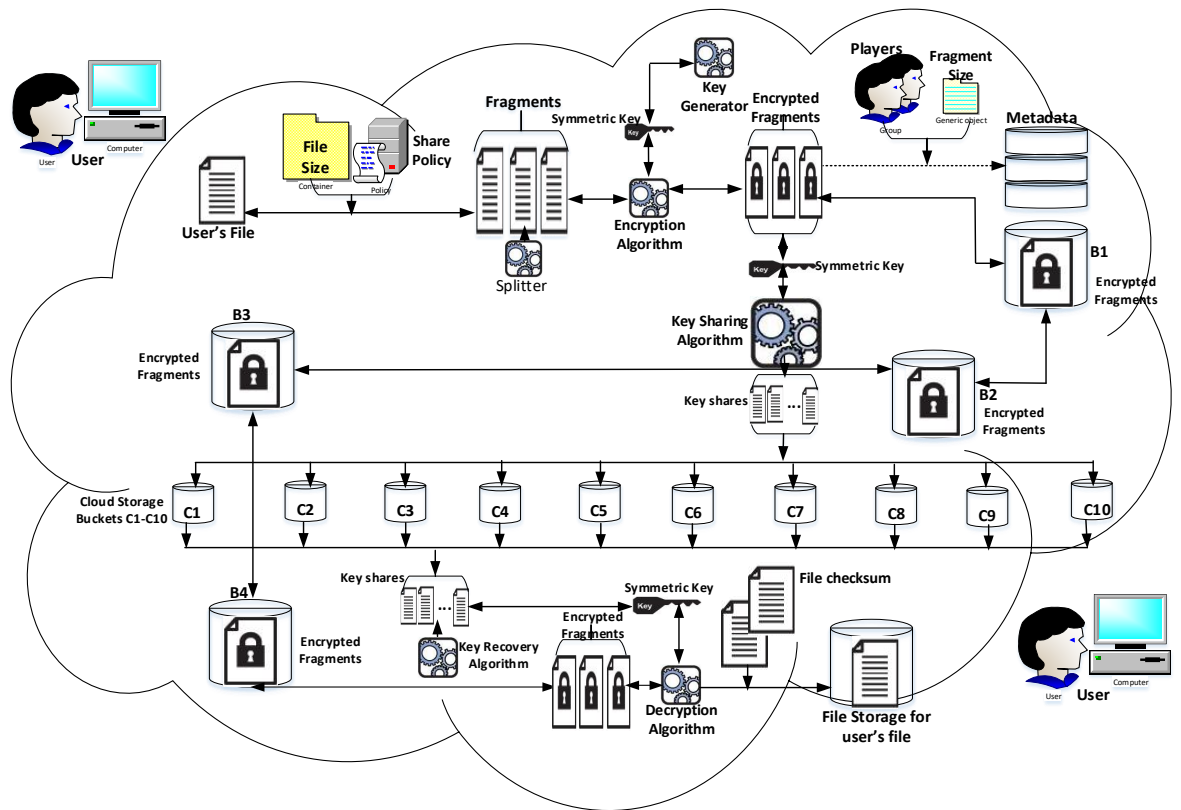 Players
Fragment
Size
Group
Generic object
Metadata
Key
Generator
Encrypted
Fragments
Fragments
Symmetric Key
Key
File
Size
Container
Share
Policy
Policy
User
User
Computer
User's File
Encryption
Algorithm
Splitter
Key
Symmetric Key
B1
Encrypted
Fragments
B3
Encrypted
Fragments
Key Sharing
Algorithm
B2
Encrypted
Fragments
Key shares
...
Cloud Storage
Buckets C1-C10
C1
C2
C3
C4
C5
C6
C7
C8
C9
C10
Key shares
...
Symmetric Key
Key
File checksum
B4
Encrypted
Fragments
Key Recovery
Algorithm
Encrypted
Fragments
Decryption
Algorithm
File Storage for
user's file
User
User
Computer